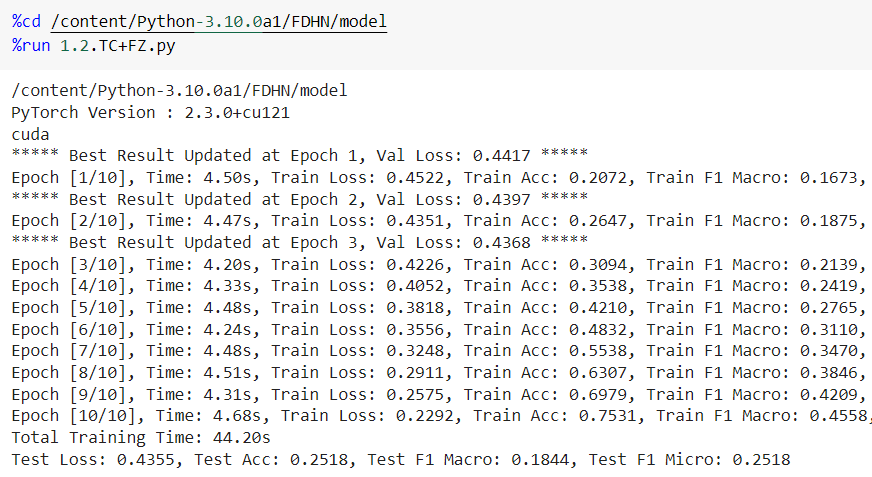 %cd /content/Python-3.10.0a1/FDHN/model
%run 1.2.TC+FZ.py
/content/Python-3.10.0a1/FDHN/model
PyTorch Version : 2.3.0+cu121
cuda
***** Best Result Updated at Epoch 1, Val Loss: 0.4417 *****
Epoch [1/10], Time: 4.50s, Train Loss: 0.4522, Train Acc: 0.2072, Train F1 Macro: 0.1673,
***** Best Result Updated at Epoch 2, Val Loss: 0.4397 *****
Epoch [2/10], Time: 4.47s, Train Loss: 0.4351, Train Acc: 0.2647, Train F1 Macro: 0.1875,
***** Best Result Updated at Epoch 3, Val Loss: 0.4368 *****
Epoch [3/10], Time: 4.20s, Train Loss: 0.4226, Train Acc: 0.3094, Train F1 Macro: 0.2139,
Epoch [4/10], Time: 4.33s, Train Loss: 0.4052, Train Acc: 0.3538, Train F1 Macro: 0.2419,
Epoch [5/10], Time: 4.48s, Train Loss: 0.3818, Train Acc: 0.4210, Train F1 Macro: 0.2765,
Epoch [6/10], Time: 4.24s, Train Loss: 0.3556, Train Acc: 0.4832, Train F1 Macro: 0.3110,
Epoch [7/10], Time: 4.48s, Train Loss: 0.3248, Train Acc: 0.5538, Train F1 Macro: 0.3470,
Epoch [8/10], Time: 4.51s, Train Loss: 0.2911, Train Acc: 0.6307, Train F1 Macro: 0.3846,
Epoch [9/10], Time: 4.31s, Train Loss: 0.2575, Train Acc: 0.6979, Train F1 Macro: 0.4209,
Epoch [10/10], Time: 4.68s, Train Loss: 0.2292, Train Acc: 0.7531, Train F1 Macro: 0.4558,
Total Training Time: 44.20s
Test Loss: 0.4355, Test Acc: 0.2518, Test F1 Macro: 0.1844, Test F1 Micro: 0.2518